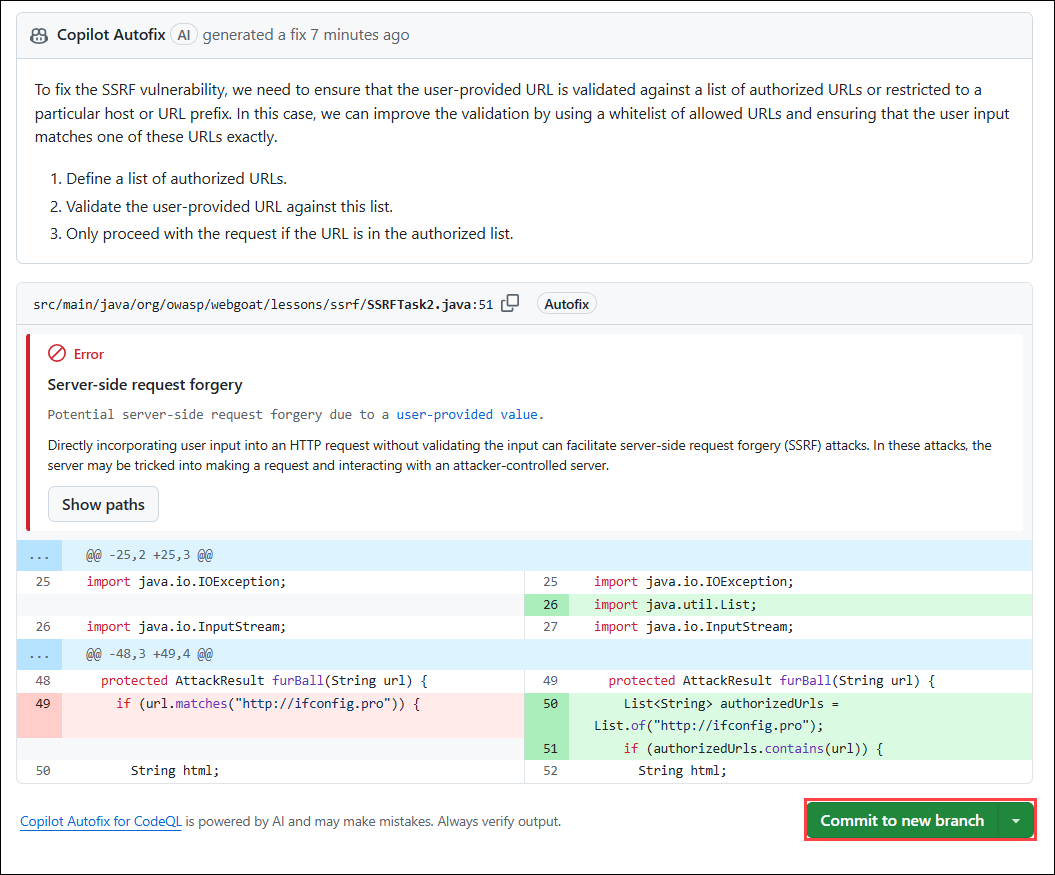 Copilot Autofix AI generated a fix 7 minutes ago
To fix the SSRF vulnerability, we need to ensure that the user-provided URL is validated against a list of authorized URLs or restricted to a
particular host or URL prefix. In this case, we can improve the validation by using a whitelist of allowed URLs and ensuring that the user input
matches one of these URLs exactly.
1. Define a list of authorized URLs.
2. Validate the user-provided URL against this list.
3. Only proceed with the request if the URL is in the authorized list.
src/main/java/org/owasp/webgoat/lessons/ssrf/SSRFTask2.java:51 Autofix
Error
Server-side request forgery
Potential server-side request forgery due to a user-provided value.
Directly incorporating user input into an HTTP request without validating the input can facilitate server-side request forgery (SSRF) attacks. In these attacks, the
server may be tricked into making a request and interacting with an attacker-controlled server.
Show paths
... @@ -25,2 +25,3 @@
25 import java.io.IOException; 25 import java.io.IOException;
26 import java.util.List;
26 import java.io.InputStream; 27 import java.io.InputStream;
... @@ -48,3 +49,4 @@
48 protected AttackResult furBall(String url) { 49 protected AttackResult furBall(String url) {
49 if (url.matches("http://ifconfig.pro")) { 50 List<String> authorizedUrls =
List.of("http://ifconfig.pro");
51 if (authorizedUrls.contains(url)) {
50 String html; 52 String html;
Copilot Autofix for CodeQL is powered by AI and may make mistakes. Always verify output.
Commit to new branch